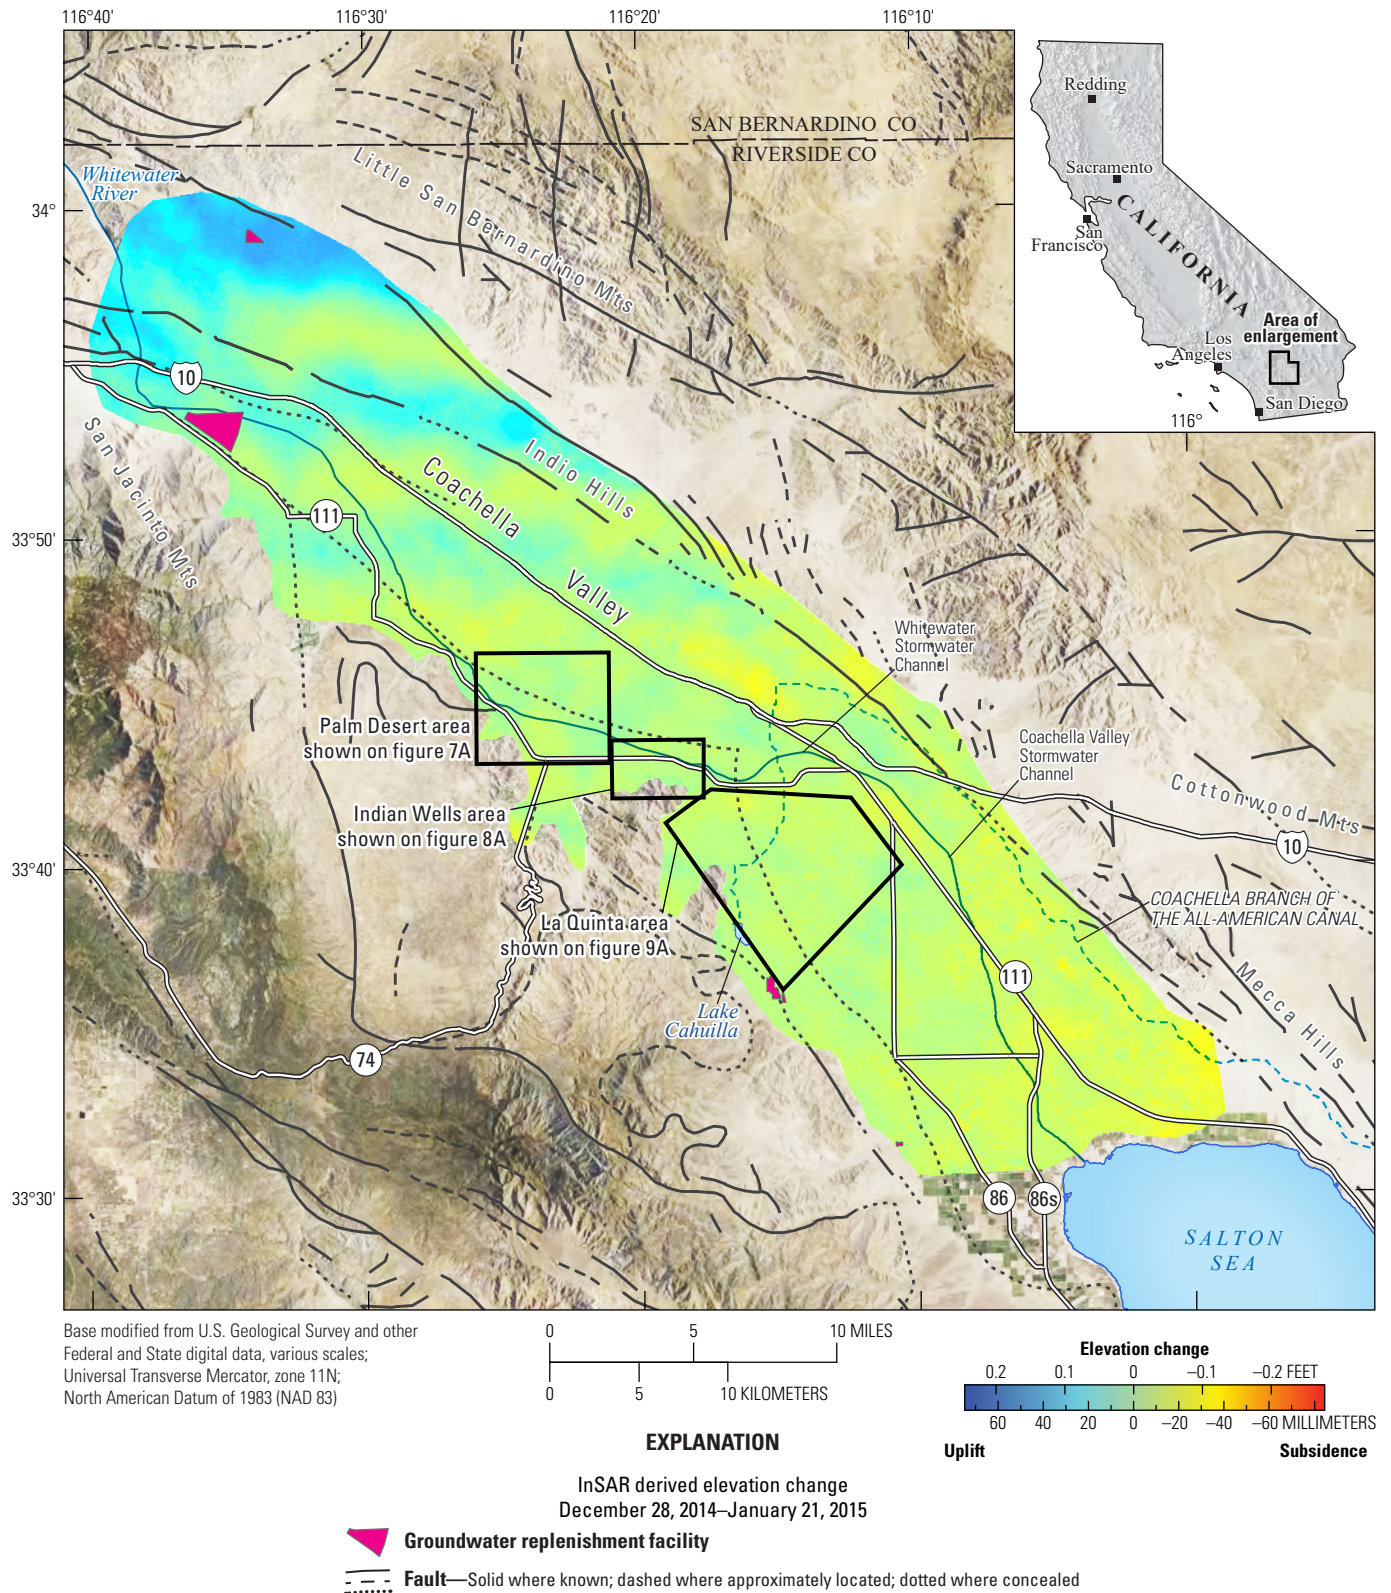 116°40'
116°30'
116°20'
116°10'
34°
33°50'
33°40'
33°30'
SAN BERNARDINO CO
RIVERSIDE CO
Whitewater
River
Little San Bernardino Mts
10
San Jacinto Mts
111
Coachella
Valley
Indio Hills
Whitewater
Stormwater
Channel
Palm Desert area
shown on figure 7A
Indian Wells area
shown on figure 8A
La Quinta area
shown on figure 9A
Coachella Valley
Stormwater
Channel
Cottonwood Mts
10
COACHELLA BRANCH OF
THE ALL-AMERICAN CANAL
111
Mecca Hills
Lake
Cahuilla
74
86
86s
SALTON
SEA
Redding
Sacramento
San
Francisco
CALIFORNIA
Los
Angeles
Area of
enlargement
San Diego
116°
Base modified from U.S. Geological Survey and other
Federal and State digital data, various scales;
Universal Transverse Mercator, zone 11N;
North American Datum of 1983 (NAD 83)
0 5 10 MILES
0 5 10 KILOMETERS
Elevation change
0.2 0.1 0 –0.1 –0.2 FEET
60 40 20 0 –20 –40 –60 MILLIMETERS
Uplift Subsidence
EXPLANATION
InSAR derived elevation change
December 28, 2014–January 21, 2015
Groundwater replenishment facility
Fault—Solid where known; dashed where approximately located; dotted where concealed